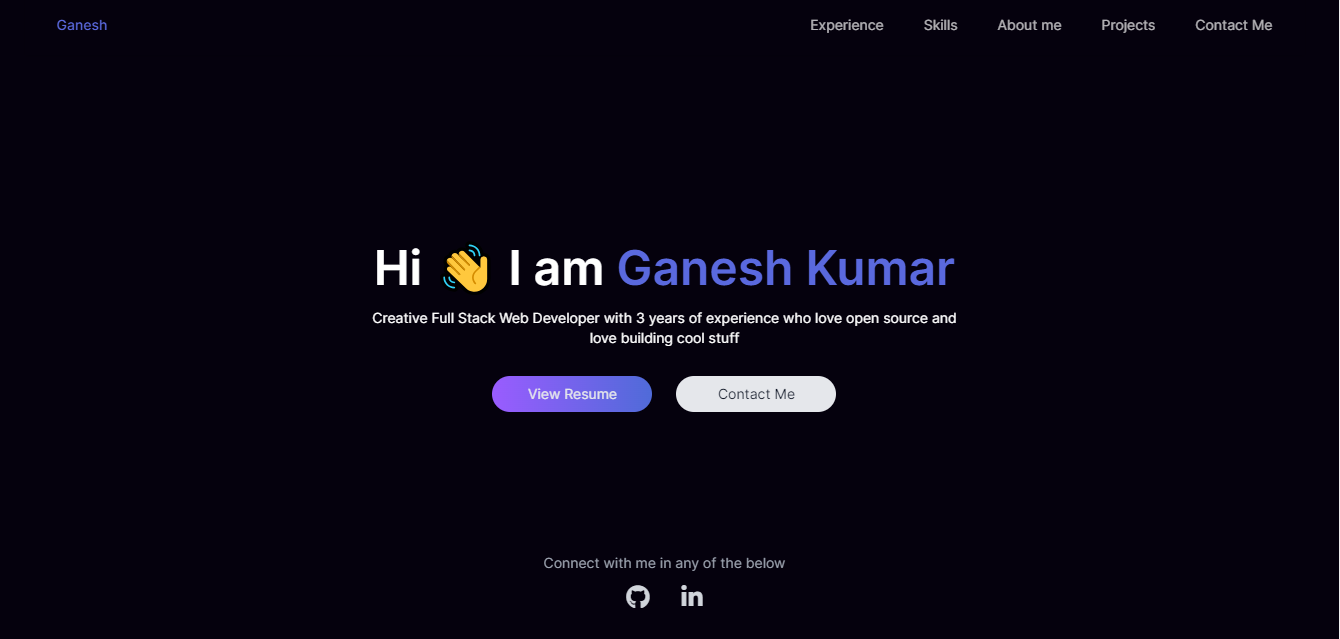 Ganesh
Experience Skills About me Projects Contact Me
Hi 👋 I am Ganesh Kumar
Creative Full Stack Web Developer with 3 years of experience who love open source and
love building cool stuff
View Resume Contact Me
Connect with me in any of the below
in